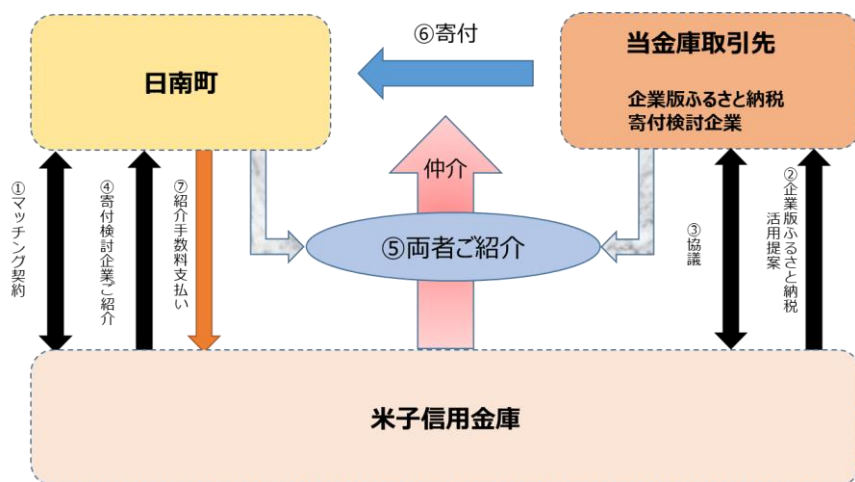 ⑥寄付
日南町
当金庫取引先
企業版ふるさと納税
寄付検討企業
仲介
⑤両者ご紹介
①マッチング契約
④寄付検討企業ご紹介
⑦紹介手数料支払い
③協議
②企業版ふるさと納税
活用提案
米子信用金庫